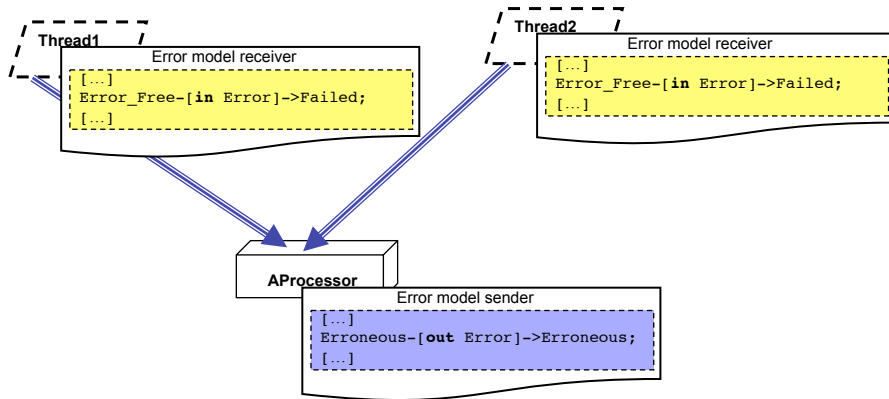 Thread1
Error model receiver
[...]
Error_Free-[in Error]->Failed;
[...]
Thread2
Error model receiver
[...]
Error_Free-[in Error]->Failed;
[...]
AProcessor
Error model sender
[...]
Erroneous-[out Error]->Erroneous;
[...]